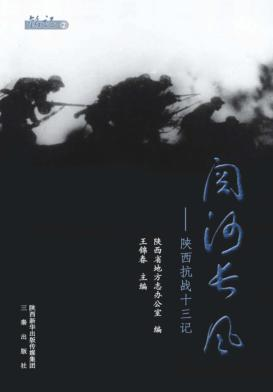 关河长风
——陕西抗战十三记
陕西省地方志办公室 编
王锦春 主编
陕西新华出版传媒集团
三秦出版社